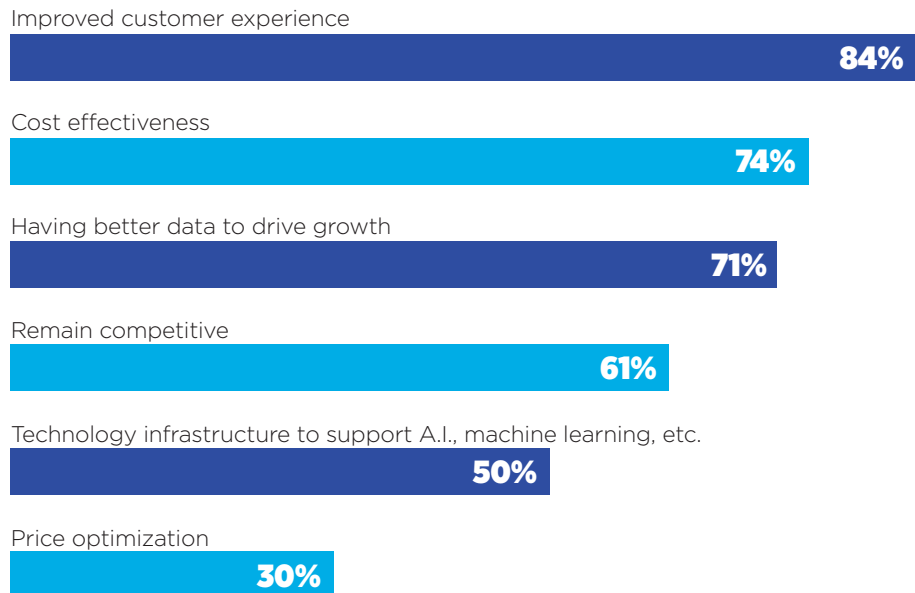 Improved customer experience
84%
Cost effectiveness
74%
Having better data to drive growth
71%
Remain competitive
61%
Technology infrastructure to support A.I., machine learning, etc.
50%
Price optimization
30%